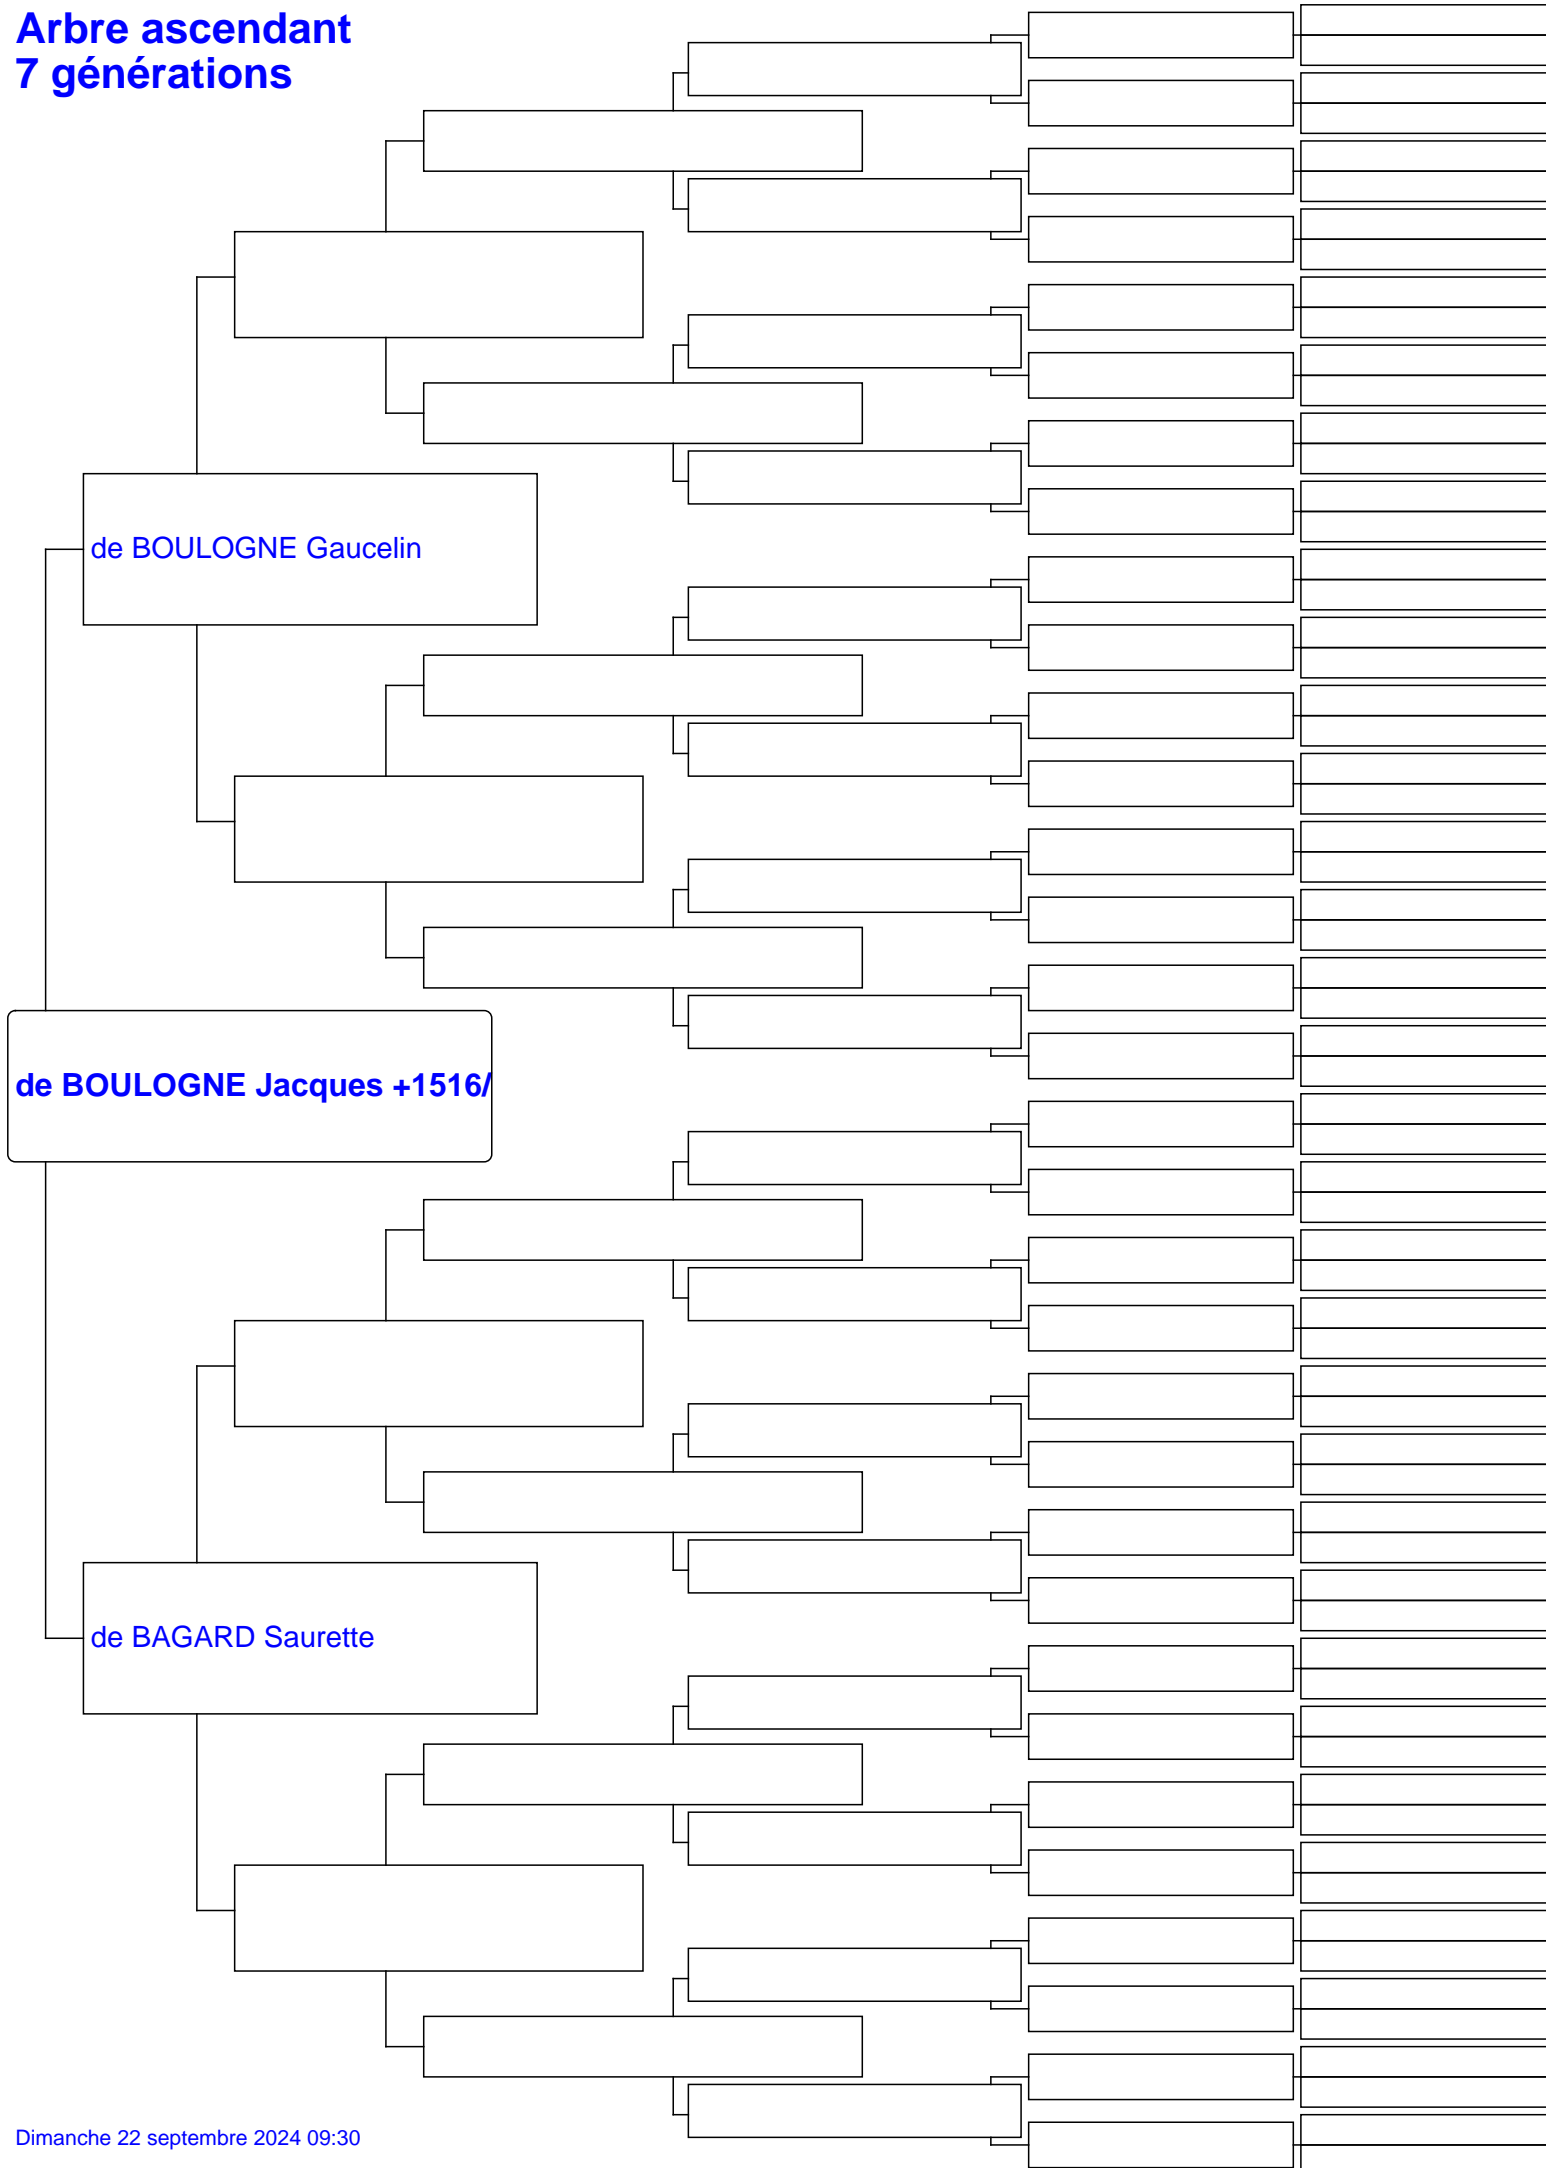 Arbre ascendant
7 générations
de BOULOGNE Gaucelin
de BOULOGNE Jacques +1516/
de BAGARD Saurette
Dimanche 22 septembre 2024 09:30